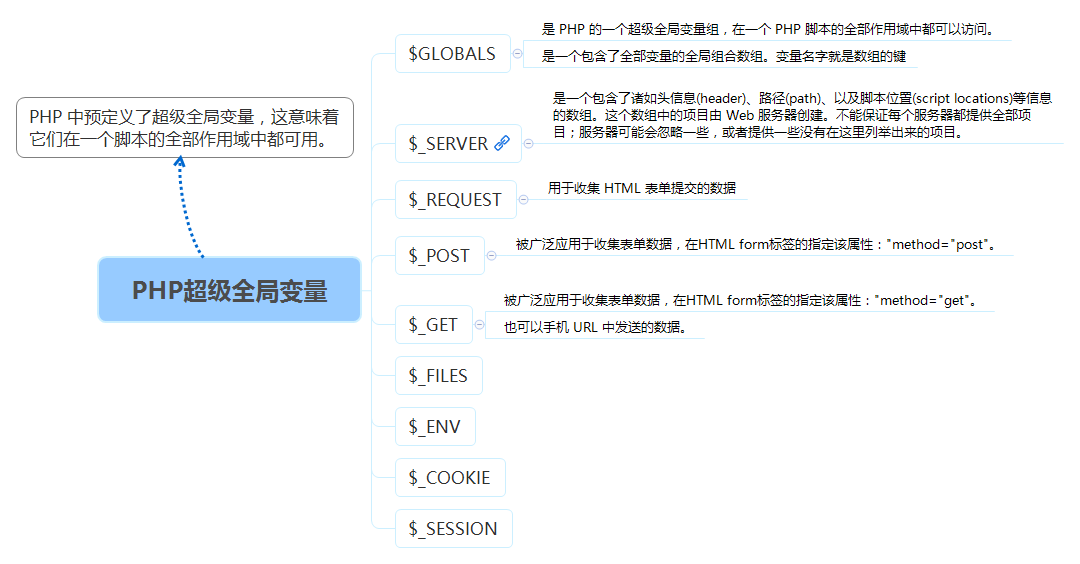 PHP 中预定义了超级全局变量，这意味着
它们在一个脚本的全部作用域中都可用。
PHP超级全局变量
$GLOBALS
是 PHP 的一个超级全局变量组，在一个 PHP 脚本的全部作用域中都可以访问。
是一个包含了全部变量的全局组合数组。变量名字就是数组的键
$_SERVER
是一个包含了诸如头信息(header)、路径(path)、以及脚本位置(script locations)等信息
的数组。这个数组中的项目由 Web 服务器创建。不能保证每个服务器都提供全部项
目；服务器可能会忽略一些，或者提供一些没有在这里列举出来的项目。
$_REQUEST
用于收集 HTML 表单提交的数据
$_POST
被广泛应用于收集表单数据，在HTML form标签的指定该属性："method="post"。
$_GET
被广泛应用于收集表单数据，在HTML form标签的指定该属性："method="get"。
也可以手机 URL 中发送的数据。
$_FILES
$_ENV
$_COOKIE
$_SESSION